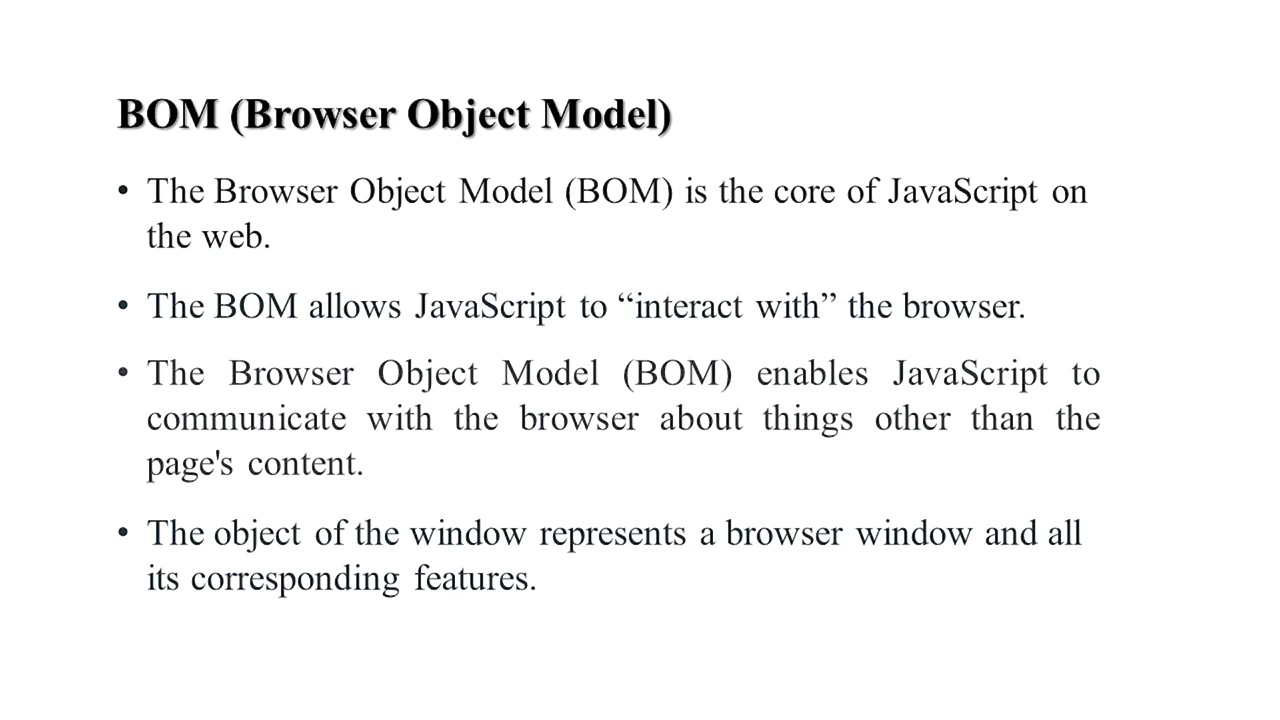 BOM (Browser Object Model)
• The Browser Object Model (BOM) is the core of JavaScript on
the web.
• The BOM allows JavaScript to “interact with” the browser.
• The Browser Object Model (BOM) enables JavaScript to
communicate with the browser about things other than the
page's content.
• The object of the window represents a browser window and all
its corresponding features.